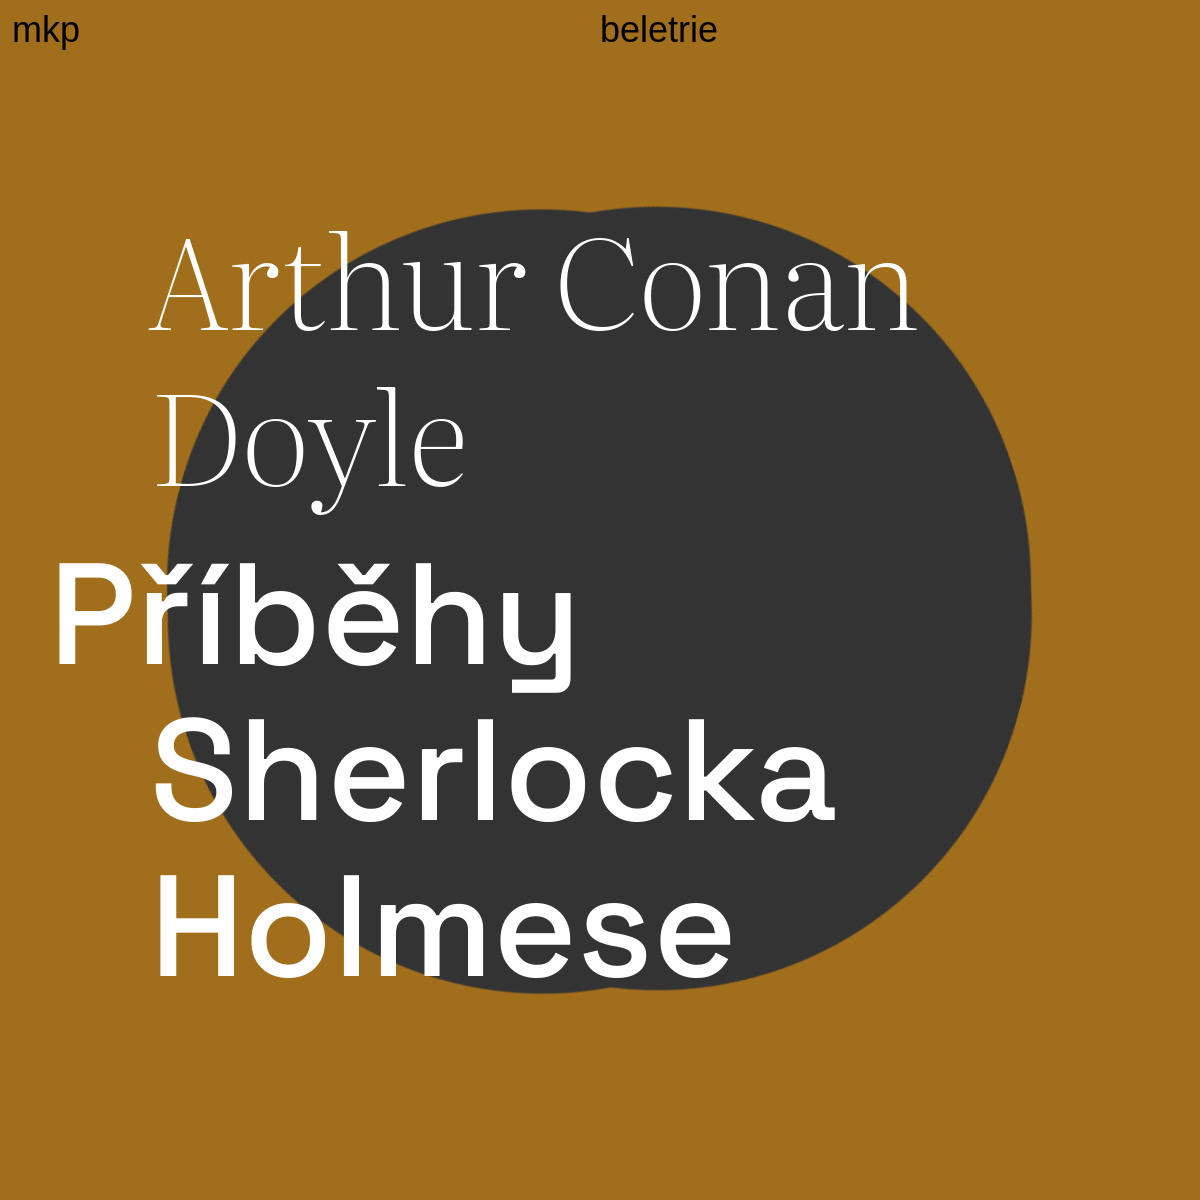 mkp
beletrie
Arthur Conan
Doyle
Příběhy
Sherlocka
Holmese